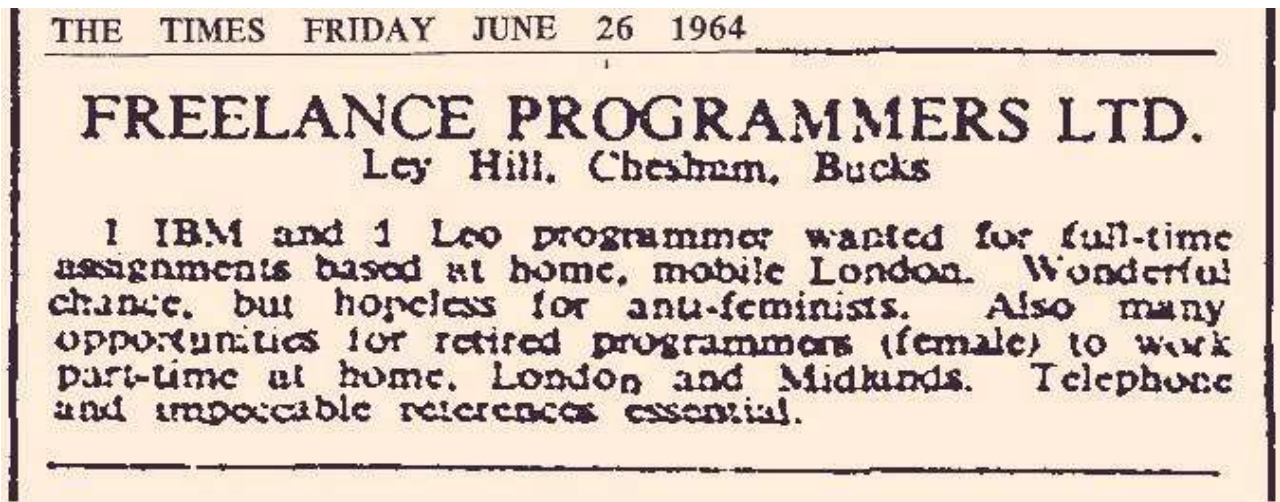 THE TIMES FRIDAY JUNE 26 1964
FREELANCE PROGRAMMERS LTD.
Ley Hill, Chesham, Bucks
1 IBM and 1 Leo programmer wanted for full-time
assignments based at home, mobile London. Wonderful
chance, but hopeless for anti-feminists. Also many
opportunities for retired programmers (female) to work
part-time at home, London and Midlands. Telephone
and impeccable references essential.